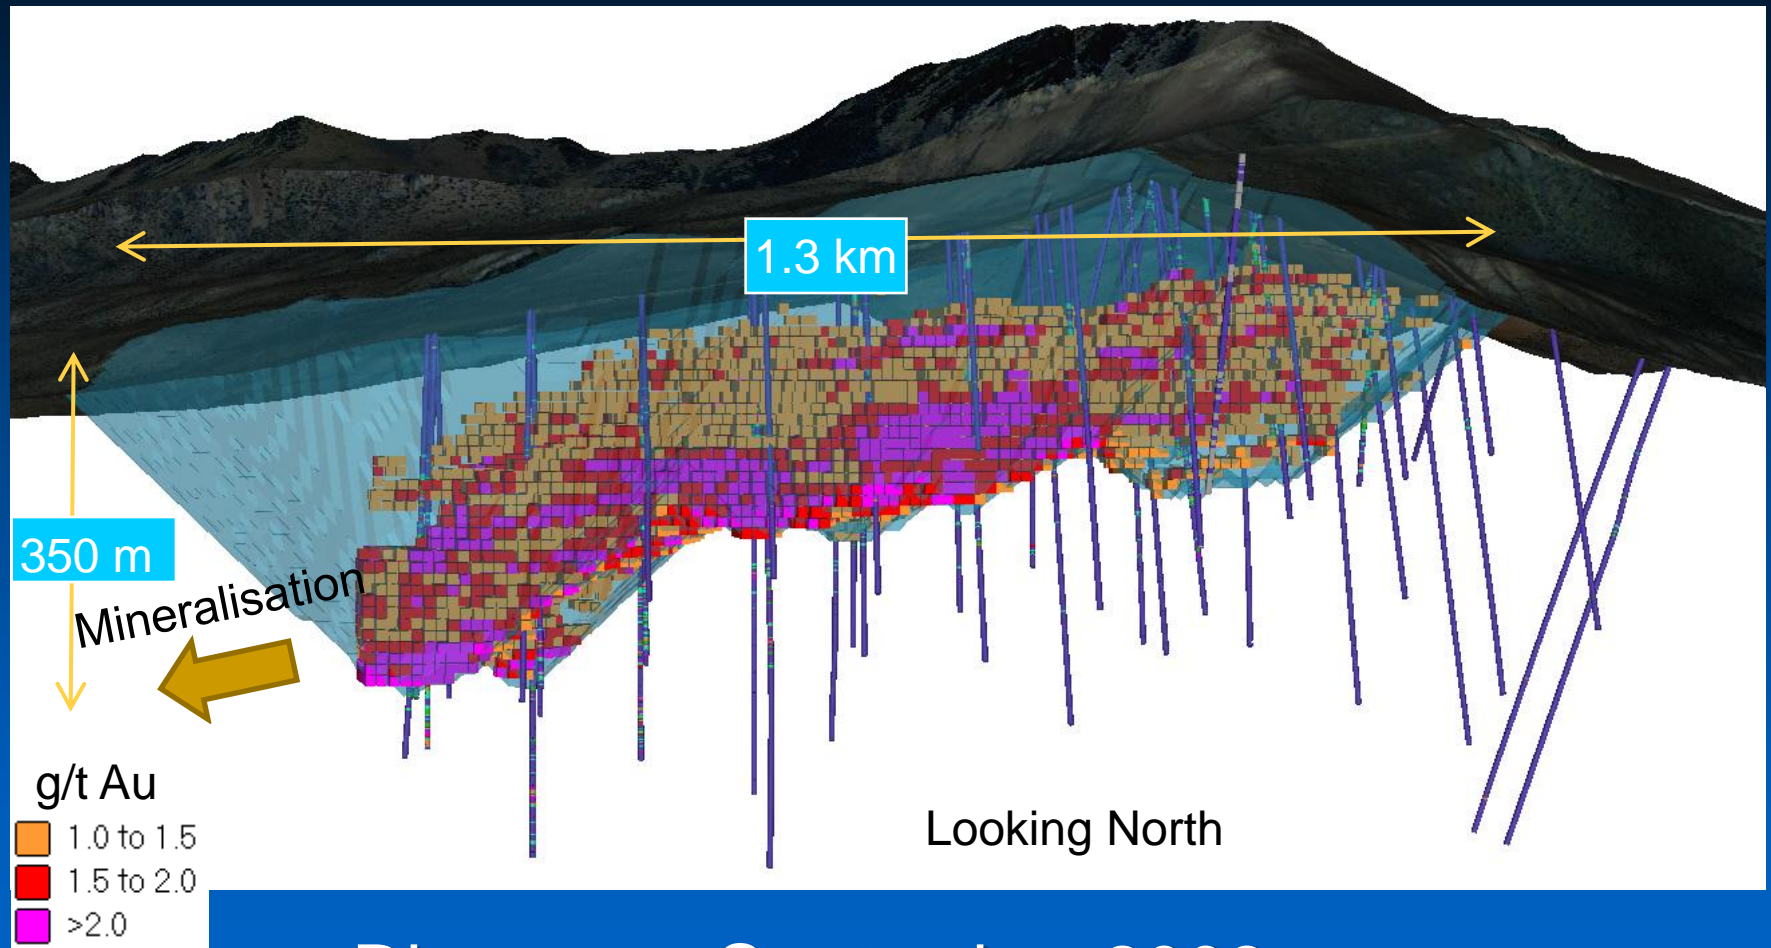 1.3 km
350 m
Mineralisation
g/t Au
1.0 to 1.5
1.5 to 2.0
>2.0
Looking North